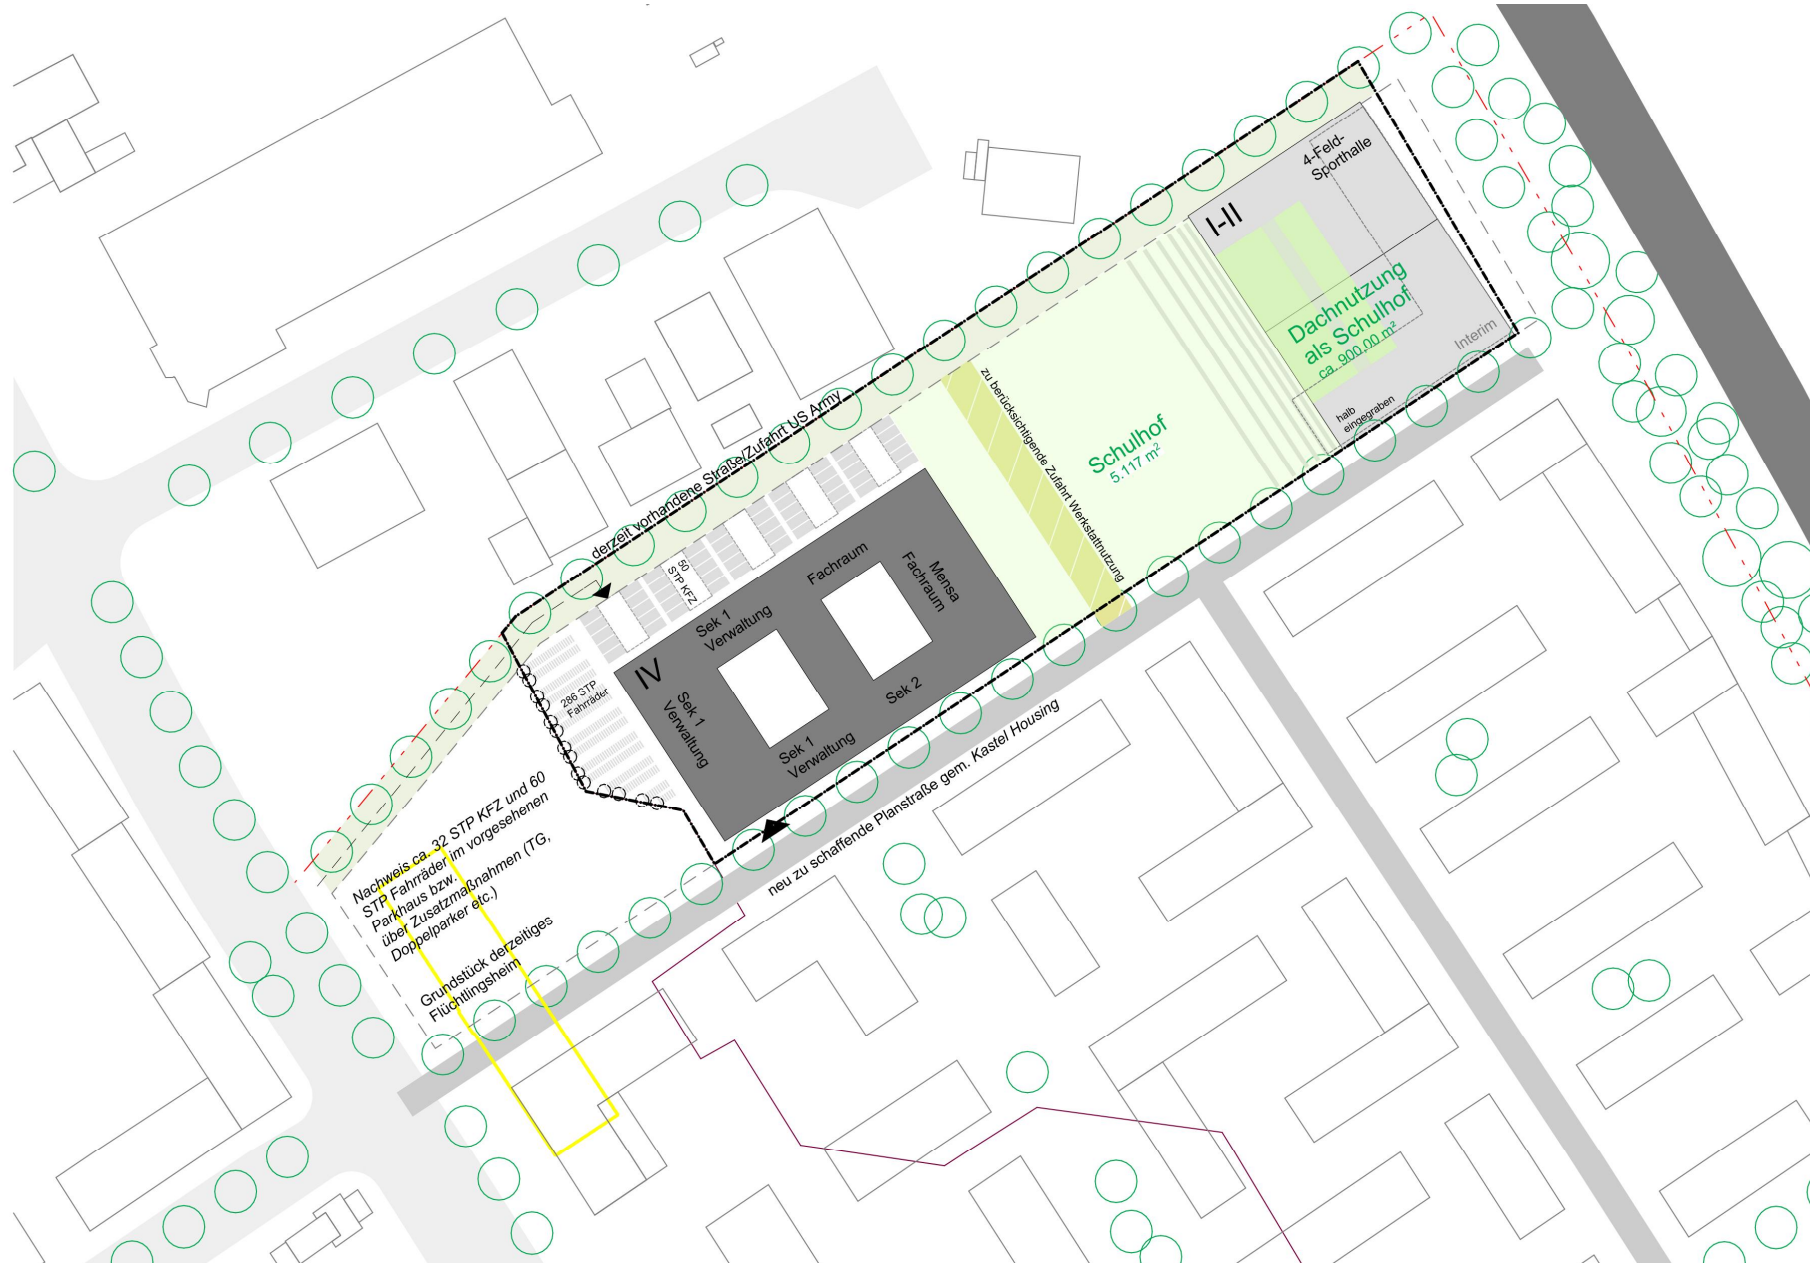 4-Feld-
Sporthalle
I-II
Dachnutzung
als Schulhof
ca. 900,00 m²
Interim
halb
eingegraben
zu berücksichtigende Zufahrt Werkstattnutzung
Schulhof
5.117 m²
derzeit vorhandene Straße/Zufahrt US Army
50
STP KFZ
Fachraum
Mensa
Fachraum
Sek 1
Verwaltung
IV
286 STP
Fahrräder
Sek 1
Verwaltung
Sek 2
Sek 1
Verwaltung
neu zu schaffende Planstraße gem. Kastel Housing
Nachweis ca. 32 STP KFZ und 60
STP Fahrräder im vorgesehenen
Parkhaus bzw.
über Zusatzmaßnahmen (TG,
Doppelparker etc.)
Grundstück derzeitiges
Flüchtlingsheim